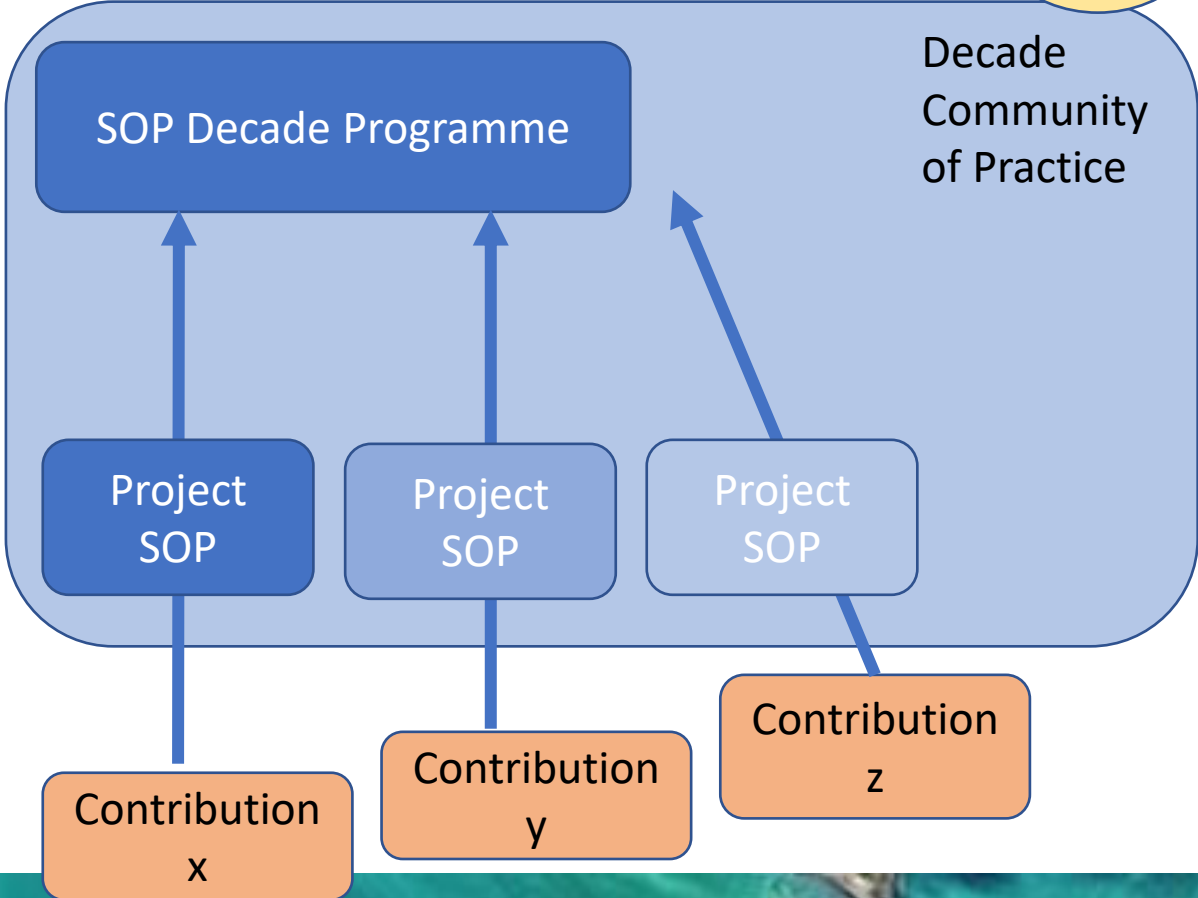 Decade
Community
of Practice
SOP Decade Programme
Project
SOP
Project
SOP
Project
SOP
Contribution
z
Contribution
y
Contribution
x